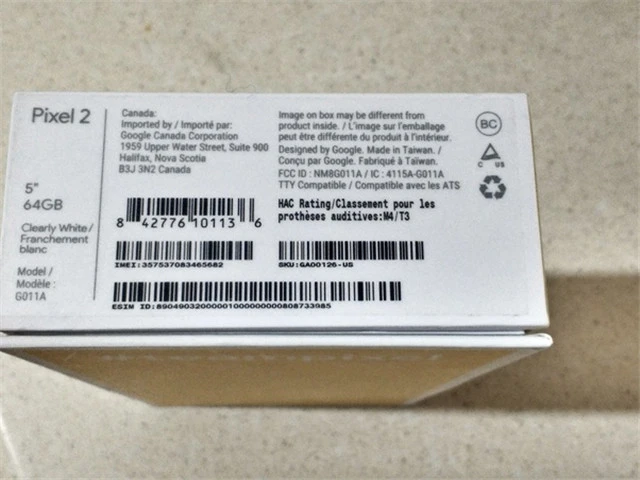 Pixel 2
5"
64GB
Clearly White /
Franchement
blanc
Model /
Modèle :
G011A
Canada:
Imported by / Importé par:
Google Canada Corporation
1959 Upper Water Street, Suite 900
Halifax, Nova Scotia
B3J 3N2 Canada
8 42776 10113 6
IMEI:357537083465682
ESIM ID:89049032000001000000000808733985
Image on box may be different from
product inside. / L'image sur l'emballage
peut être différente du produit à l'intérieur.
Designed by Google. Made in Taiwan. /
Conçu par Google. Fabriqué à Taïwan.
FCC ID : NM8G011A / IC : 4115A-G011A
TTY Compatible / Compatible avec les ATS
HAC Rating/Classement pour les
prothèses auditives:M4/T3
SKU:GA00126-US
BC
C US